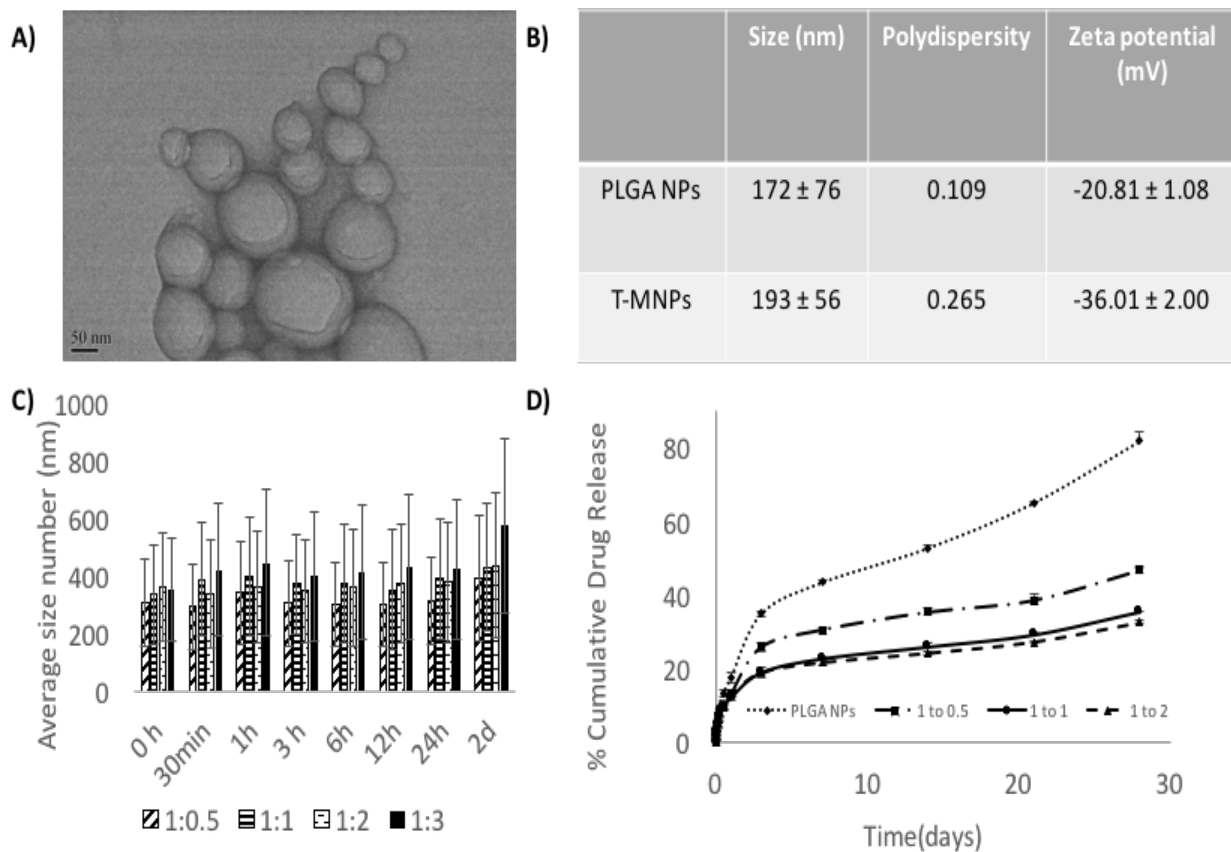 A)
50 nm
B)
Size (nm) Polydispersity Zeta potential
(mV)
PLGA NPs 172 ± 76 0.109 -20.81 ± 1.08
T-MNPs 193 ± 56 0.265 -36.01 ± 2.00
C)
Average size number (nm)
1000
800
600
400
200
0
0 h 30min 1h 3 h 6h 12h 24h 2d
1:0.5 1:1 1:2 1:3
D)
% Cumulative Drug Release
80
60
40
20
0
PLGA NPs 1 to 0.5 1 to 1 1 to 2
0 10 20 30
Time(days)